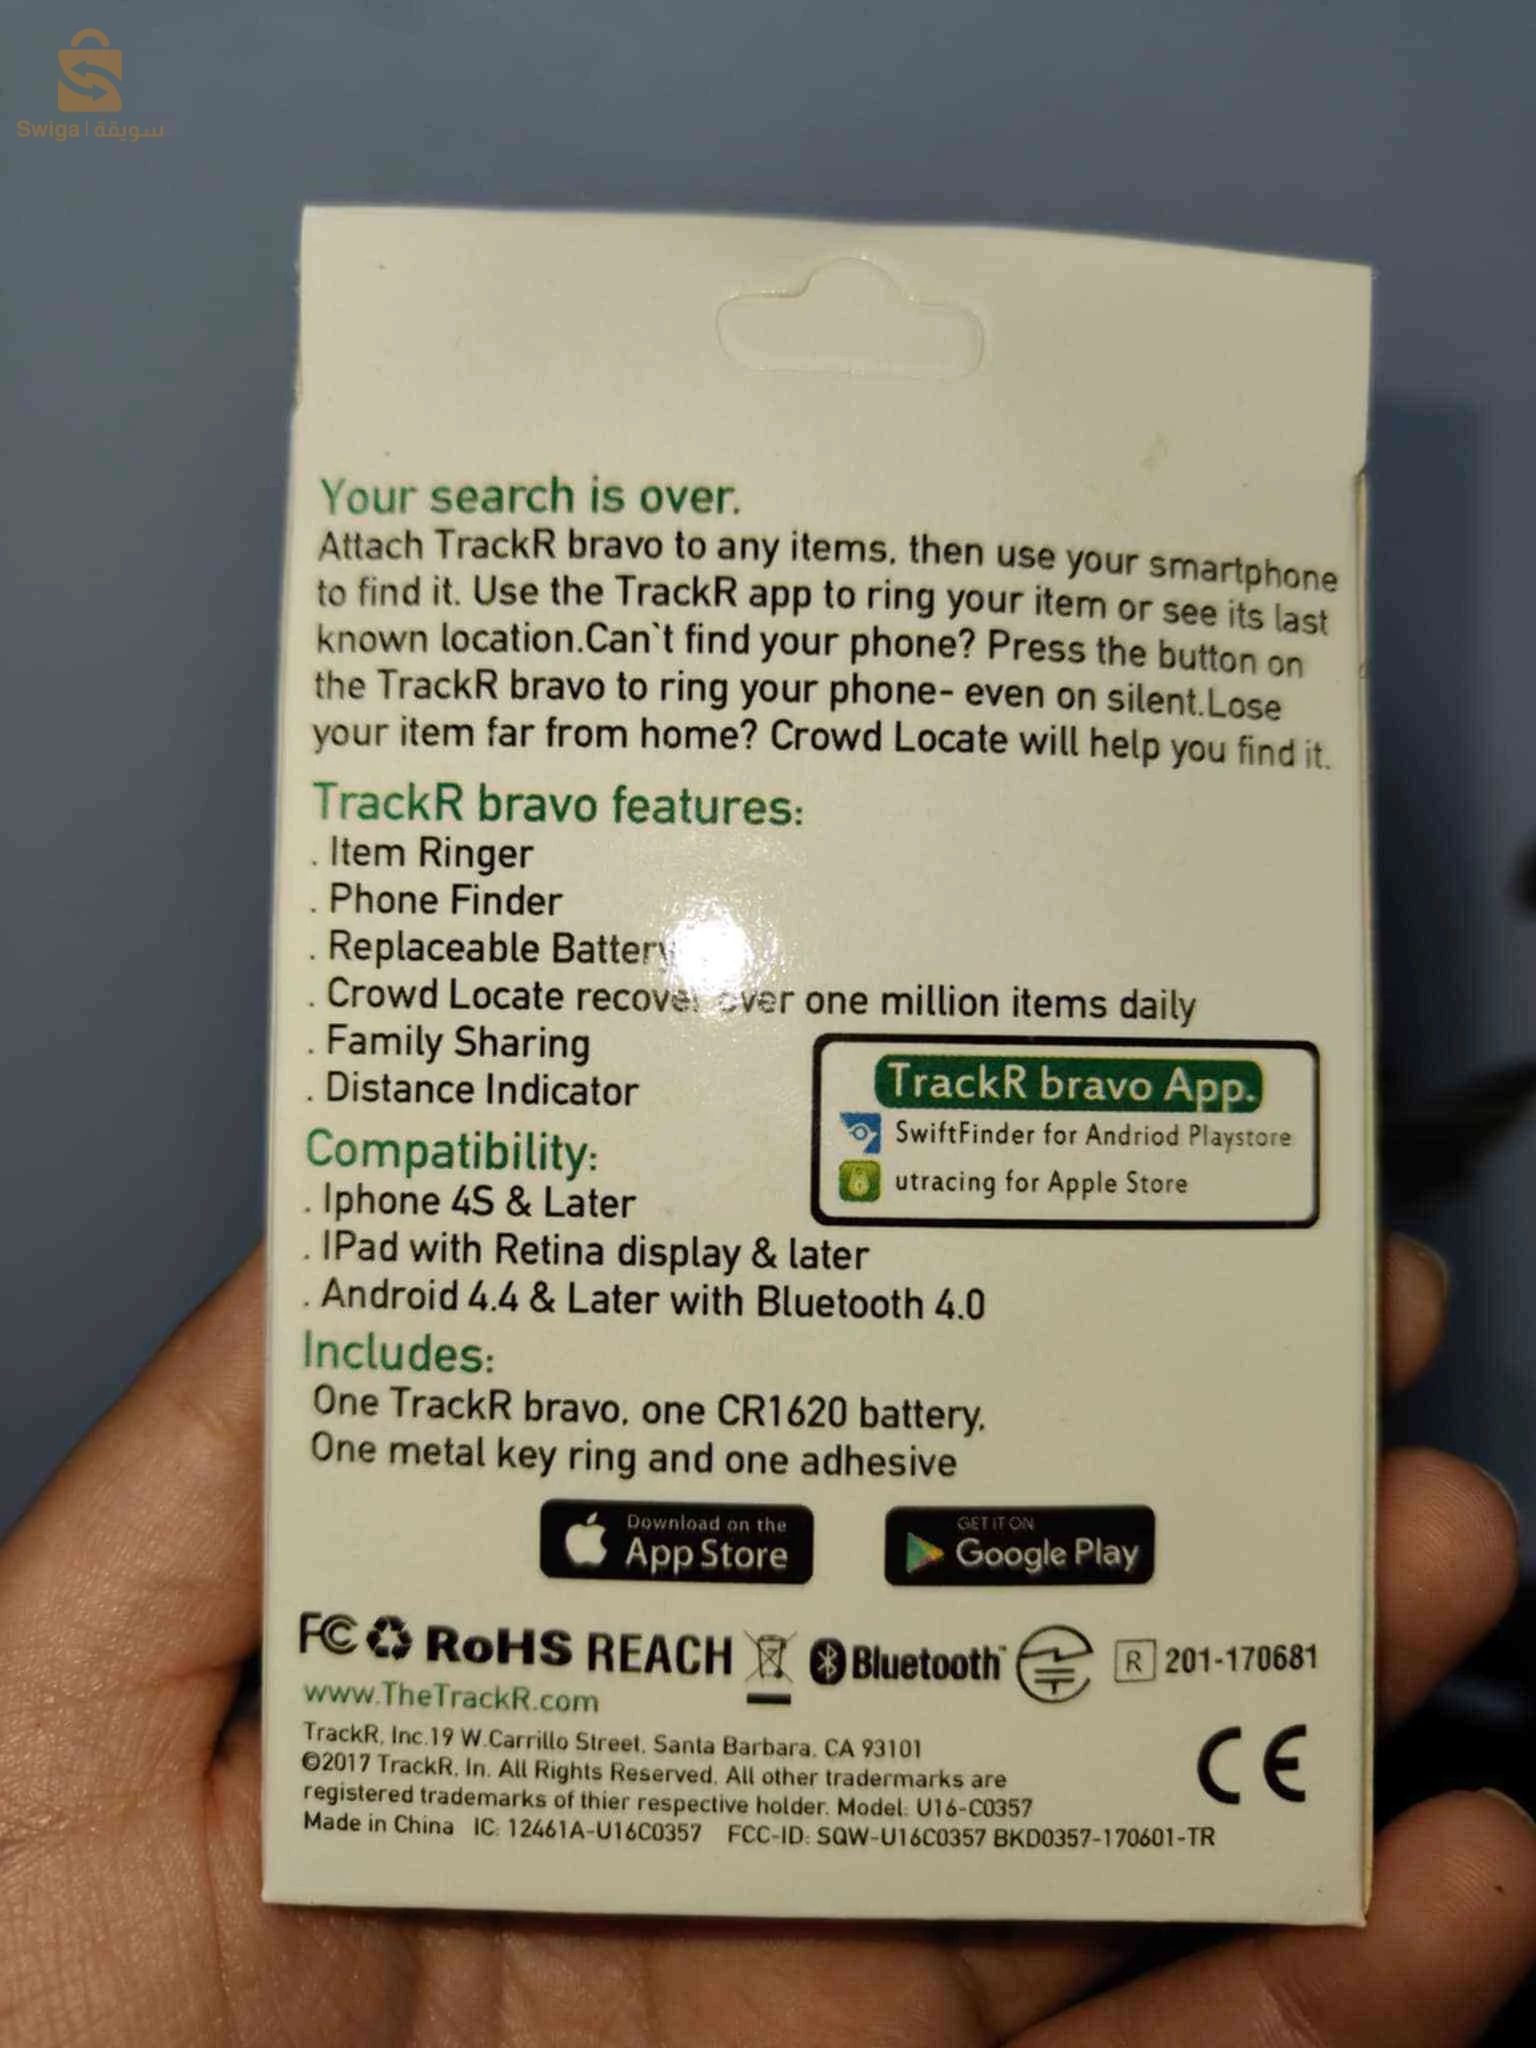 Swiga | سويقة
Your search is over.
Attach TrackR bravo to any items, then use your smartphone
to find it. Use the TrackR app to ring your item or see its last
known location.Can`t find your phone? Press the button on
the TrackR bravo to ring your phone- even on silent.Lose
your item far from home? Crowd Locate will help you find it.
TrackR bravo features:
. Item Ringer
. Phone Finder
. Replaceable Battery
. Crowd Locate recover over one million items daily
. Family Sharing
. Distance Indicator
TrackR bravo App.
SwiftFinder for Andriod Playstore
utracing for Apple Store
Compatibility:
. Iphone 4S & Later
. IPad with Retina display & later
. Android 4.4 & Later with Bluetooth 4.0
Includes:
One TrackR bravo, one CR1620 battery.
One metal key ring and one adhesive
Download on the
App Store
GET IT ON
Google Play
FC RoHS REACH Bluetooth™ R 201-170681
www.TheTrackR.com
TrackR, Inc.19 W.Carrillo Street, Santa Barbara, CA 93101
©2017 TrackR, In. All Rights Reserved, All other tradermarks are
registered trademarks of thier respective holder. Model: U16-C0357
Made in China IC: 12461A-U16C0357 FCC-ID: SQW-U16C0357 BKD0357-170601-TR
CE